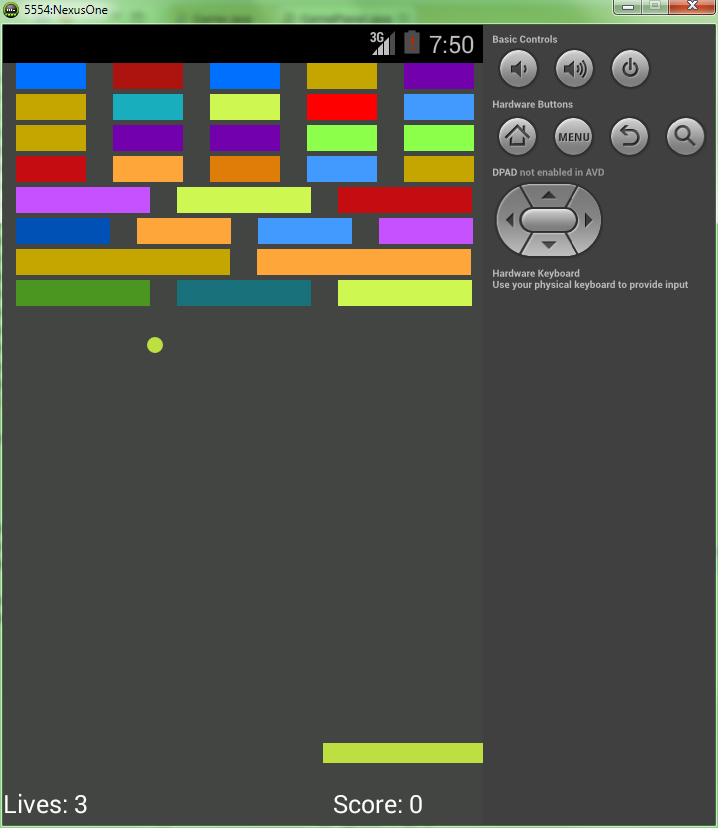 5554:NexusOne
3G 7:50
Basic Controls
Hardware Buttons
MENU
DPAD not enabled in AVD
Hardware Keyboard
Use your physical keyboard to provide input
Lives: 3 Score: 0